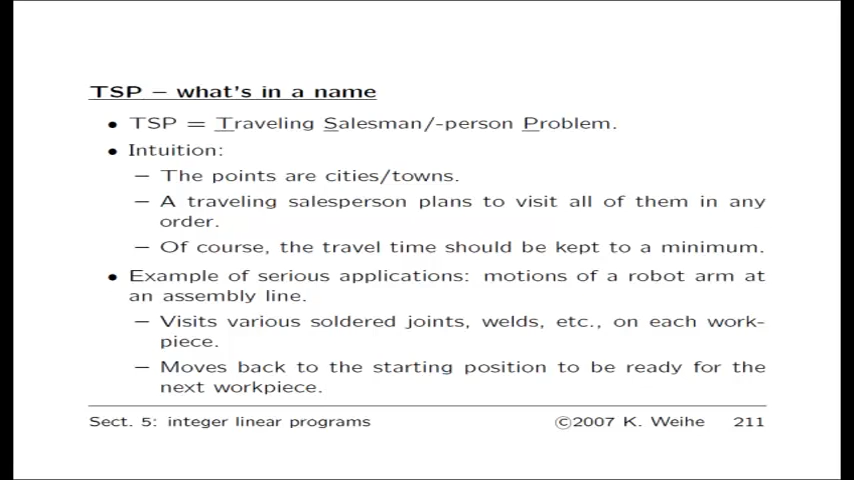 TSP – what's in a name
• TSP = Traveling Salesman/-person Problem.
• Intuition:
– The points are cities/towns.
– A traveling salesperson plans to visit all of them in any
order.
– Of course, the travel time should be kept to a minimum.
• Example of serious applications: motions of a robot arm at
an assembly line.
– Visits various soldered joints, welds, etc., on each work-
piece.
– Moves back to the starting position to be ready for the
next workpiece.
Sect. 5: integer linear programs ©2007 K. Weihe 211